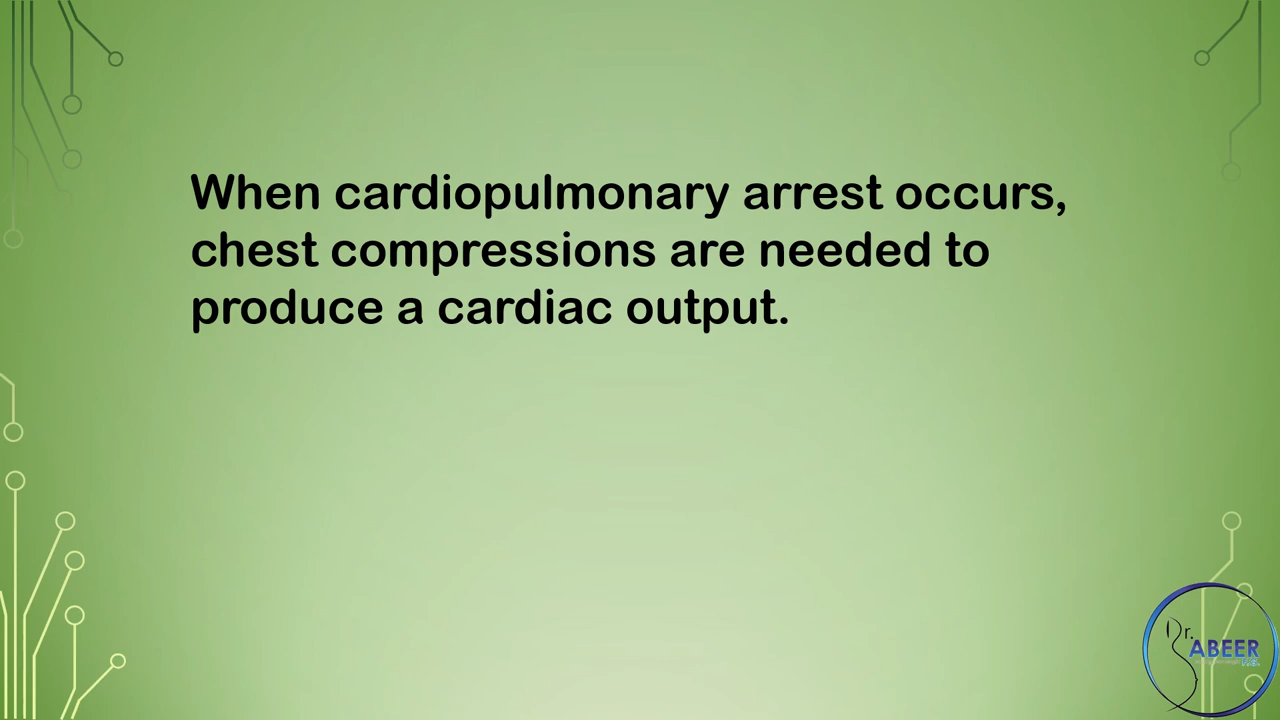 When cardiopulmonary arrest occurs,
chest compressions are needed to
produce a cardiac output.
Dr.
ABEER